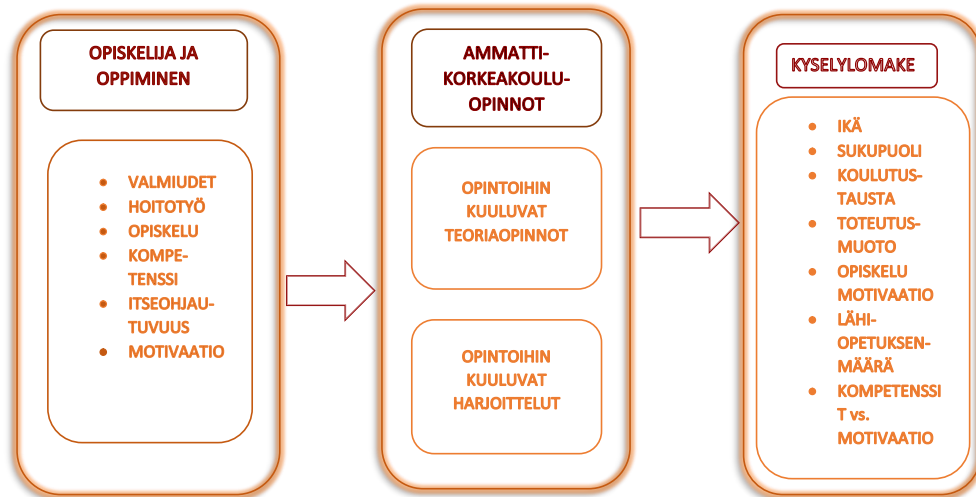 OPISKELIJA JA
OPPIMINEN
• VALMIUDET
• HOITOTYÖ
• OPISKELU
• KOMPE-
TENSSI
• ITSEOHJAU-
TUVUUS
• MOTIVAATIO
AMMATTI-
KORKEAKOULU-
OPINNOT
OPINTOIHIN
KUULUVAT
TEORIAOPINNOT
OPINTOIHIN
KUULUVAT
HARJOITTELUT
KYSELYLOMAKE
• IKÄ
• SUKUPUOLI
• KOULUTUS-
TAUSTA
• TOTEUTUS-
MUOTO
• OPISKELU
MOTIVAATIO
• LÄHI-
OPETUKSEN-
MÄÄRÄ
• KOMPETENSSI
T vs.
MOTIVAATIO